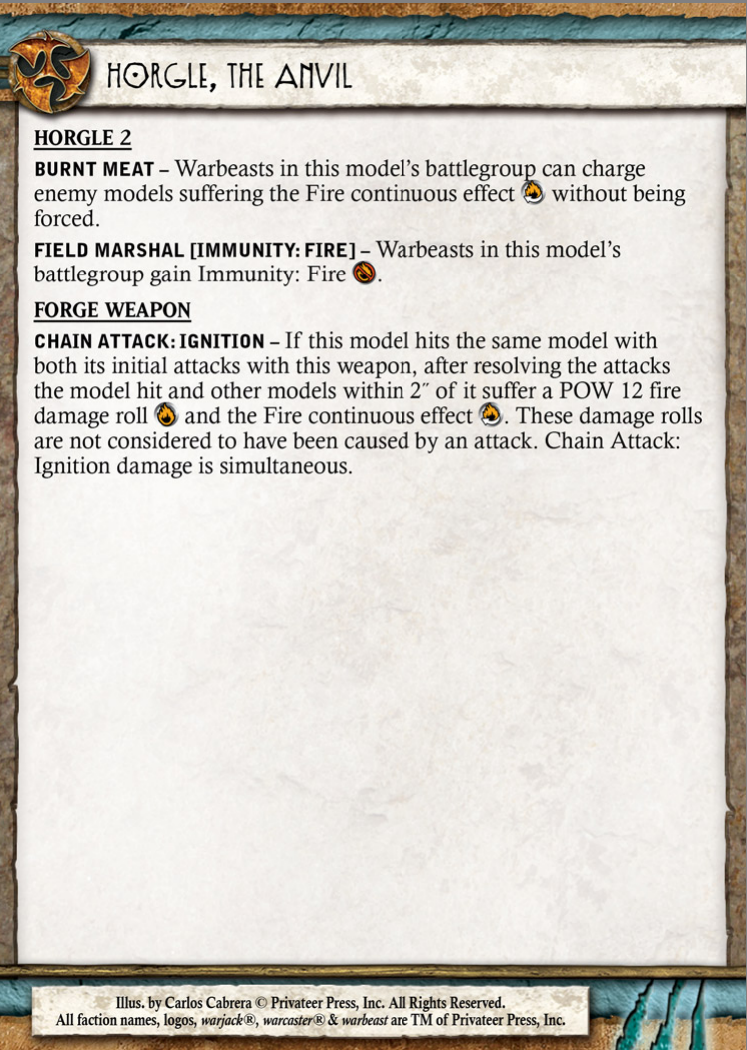 HORGLE, THE ANVIL
HORGLE 2
BURNT MEAT – Warbeasts in this model's battlegroup can charge
enemy models suffering the Fire continuous effect without being
forced.
FIELD MARSHAL [IMMUNITY: FIRE] – Warbeasts in this model's
battlegroup gain Immunity: Fire .
FORGE WEAPON
CHAIN ATTACK: IGNITION – If this model hits the same model with
both its initial attacks with this weapon, after resolving the attacks
the model hit and other models within 2˝ of it suffer a POW 12 fire
damage roll and the Fire continuous effect . These damage rolls
are not considered to have been caused by an attack. Chain Attack:
Ignition damage is simultaneous.
Illus. by Carlos Cabrera © Privateer Press, Inc. All Rights Reserved.
All faction names, logos, warjack®, warcaster® & warbeast are TM of Privateer Press, Inc.